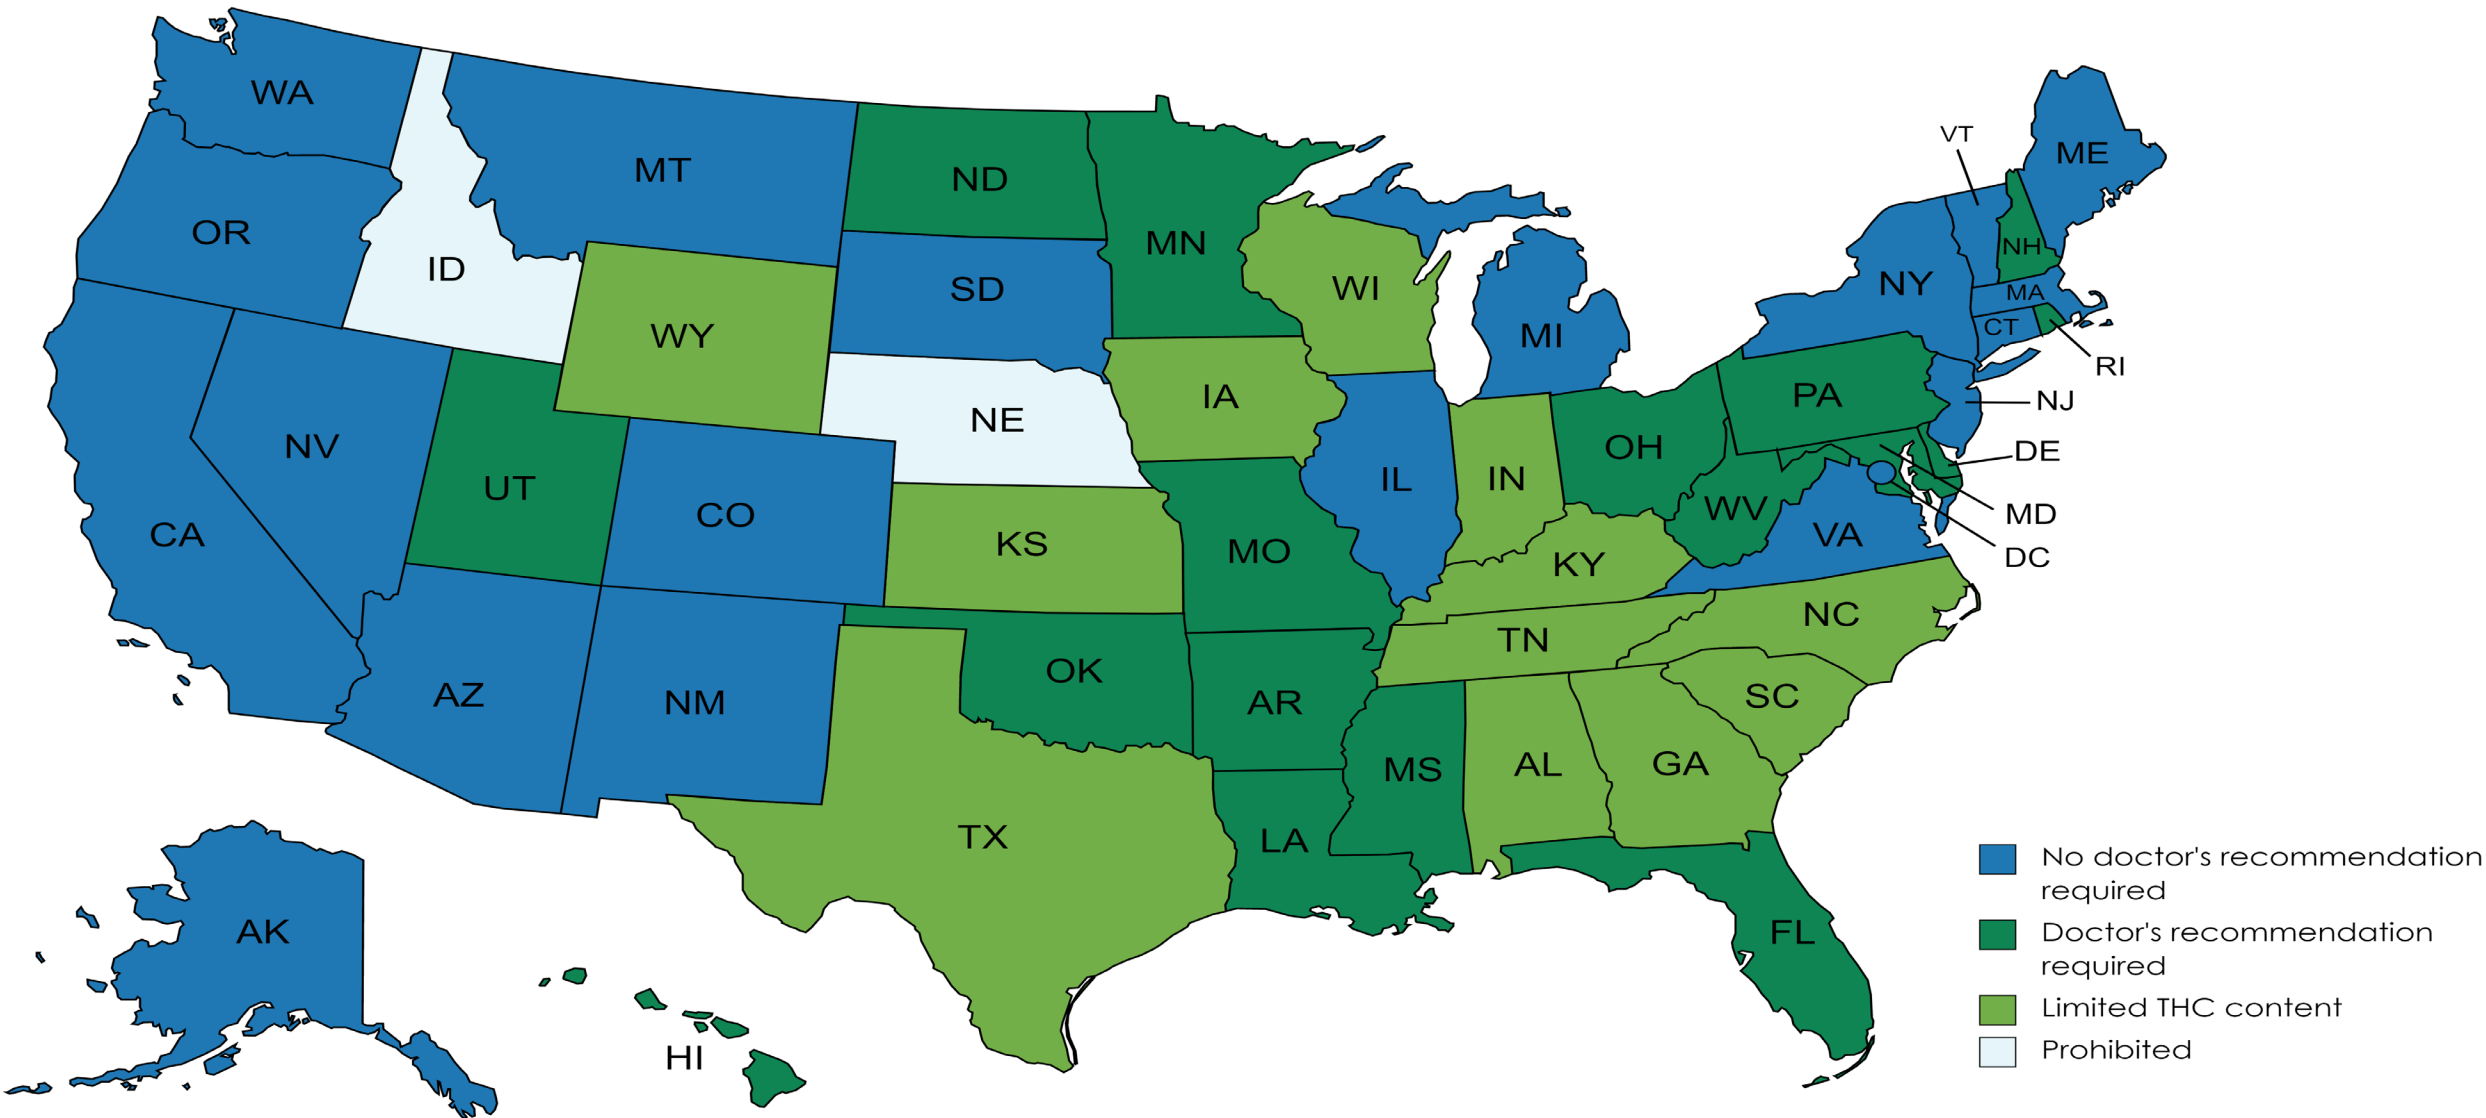 WA
MT
ND
MN
VT
ME
OR
ID
SD
WI
MI
NY
NH
MA
CT
RI
WY
NE
IA
PA
NJ
NV
UT
CO
IL
IN
OH
DE
CA
KS
MO
KY
WV
VA
MD
DC
AZ
NM
OK
AR
TN
NC
SC
TX
LA
MS
AL
GA
AK
HI
FL
No doctor's recommendation
required
Doctor's recommendation
required
Limited THC content
Prohibited